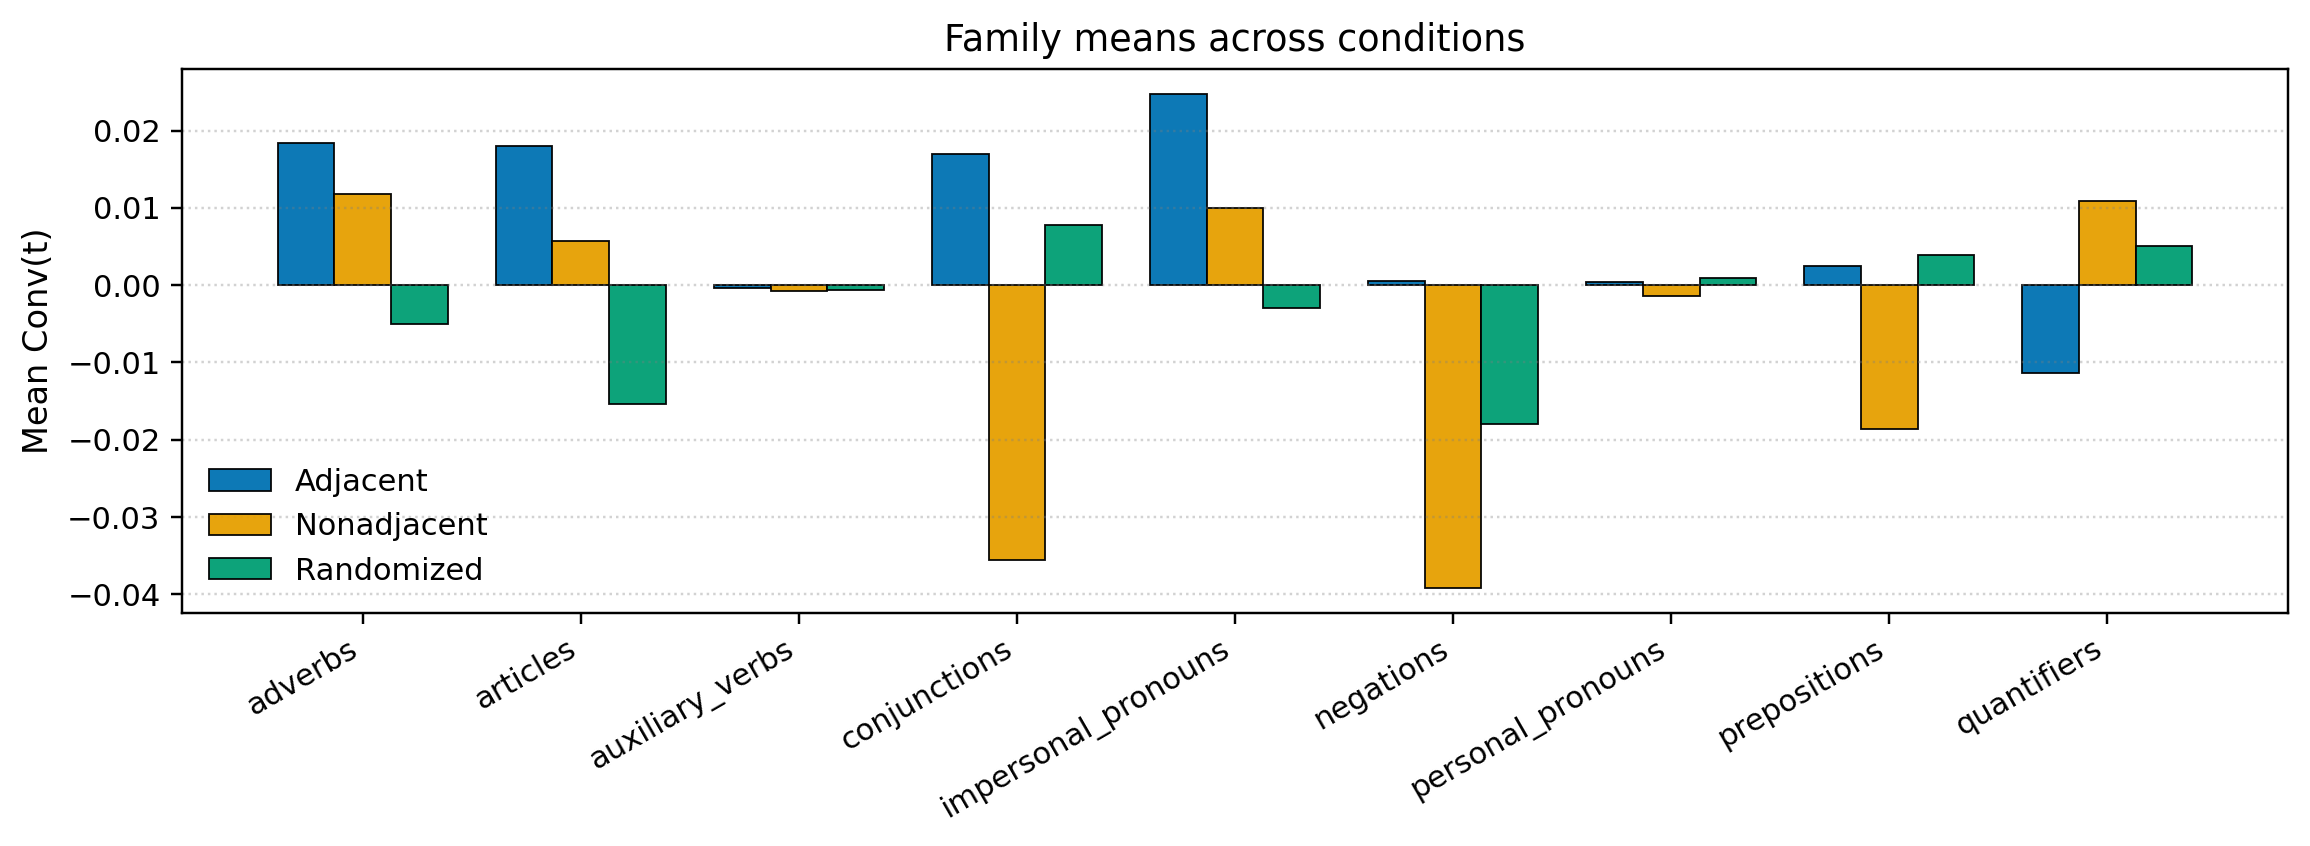 Family means across conditions
Mean Conv(t)
0.02
0.01
0.00
−0.01
−0.02
−0.03
−0.04
Adjacent
Nonadjacent
Randomized
adverbs
articles
auxiliary_verbs
conjunctions
impersonal_pronouns
negations
personal_pronouns
prepositions
quantifiers